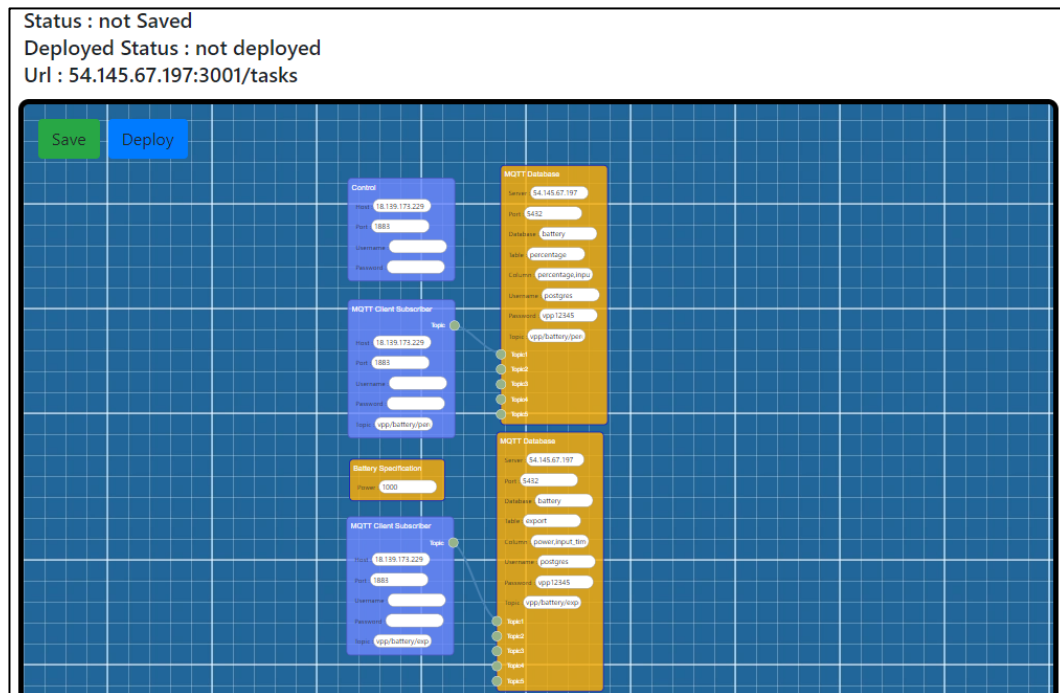 Status : not Saved
Deployed Status : not deployed
Url : 54.145.67.197:3001/tasks
Save
Deploy
Control
Host 18.139.173.229
Port 1883
Username
Password
MQTT Client Subscriber
Topic
Host 18.139.173.229
Port 1883
Username
Password
Topic vpp/battery/per
Battery Specification
Power 1000
MQTT Client Subscriber
Topic
Host 18.139.173.229
Port 1883
Username
Password
Topic vpp/battery/exp
MQTT Database
Server 54.145.67.197
Port 5432
Database battery
Table percentage
Column percentage,inpu
Username postgres
Password vpp12345
Topic vpp/battery/per
Topic1
Topic2
Topic3
Topic4
Topic5
MQTT Database
Server 54.145.67.197
Port 5432
Database battery
Table export
Column power,input_tim
Username postgres
Password vpp12345
Topic vpp/battery/exp
Topic1
Topic2
Topic3
Topic4
Topic5